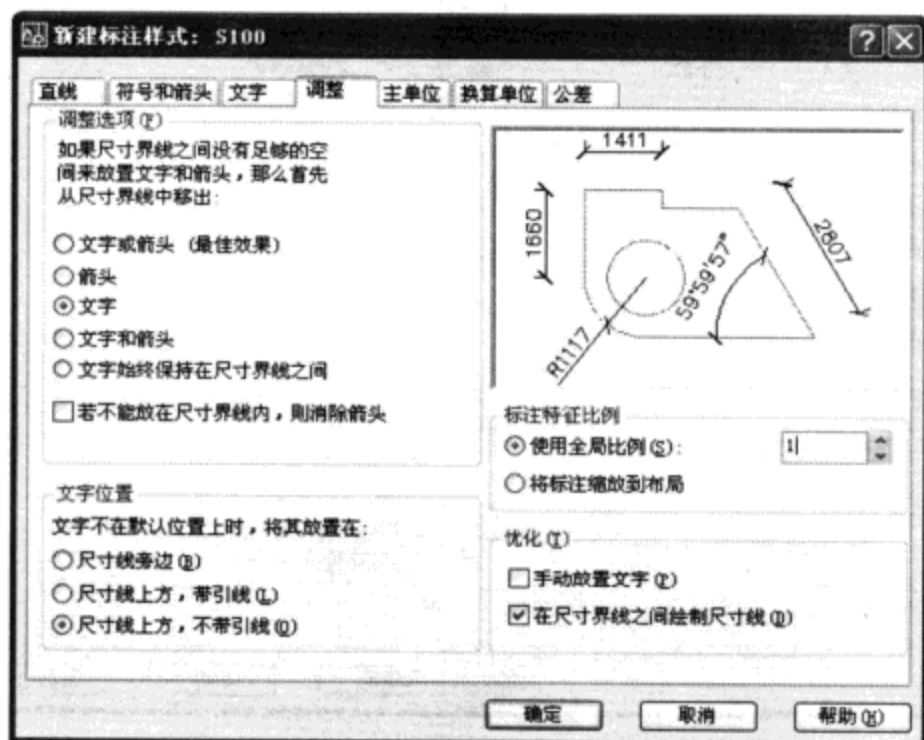 新建标注样式: S100
直线 符号和箭头 文字 调整 主单位 换算单位 公差
调整选项(F)
如果尺寸界线之间没有足够的空
间来放置文字和箭头,那么首先
从尺寸界线中移出:
文字或箭头 (最佳效果)
箭头
文字
文字和箭头
文字始终保持在尺寸界线之间
若不能放在尺寸界线内,则消除箭头
文字位置
文字不在默认位置上时,将其放置在:
尺寸线旁边(B)
尺寸线上方,带引线(L)
尺寸线上方,不带引线(O)
1411
1660
2807
59°59'57"
R1117
标注特征比例
使用全局比例(S): 1
将标注缩放到布局
优化(T)
手动放置文字(P)
在尺寸界线之间绘制尺寸线(D)
确定 取消 帮助(H)